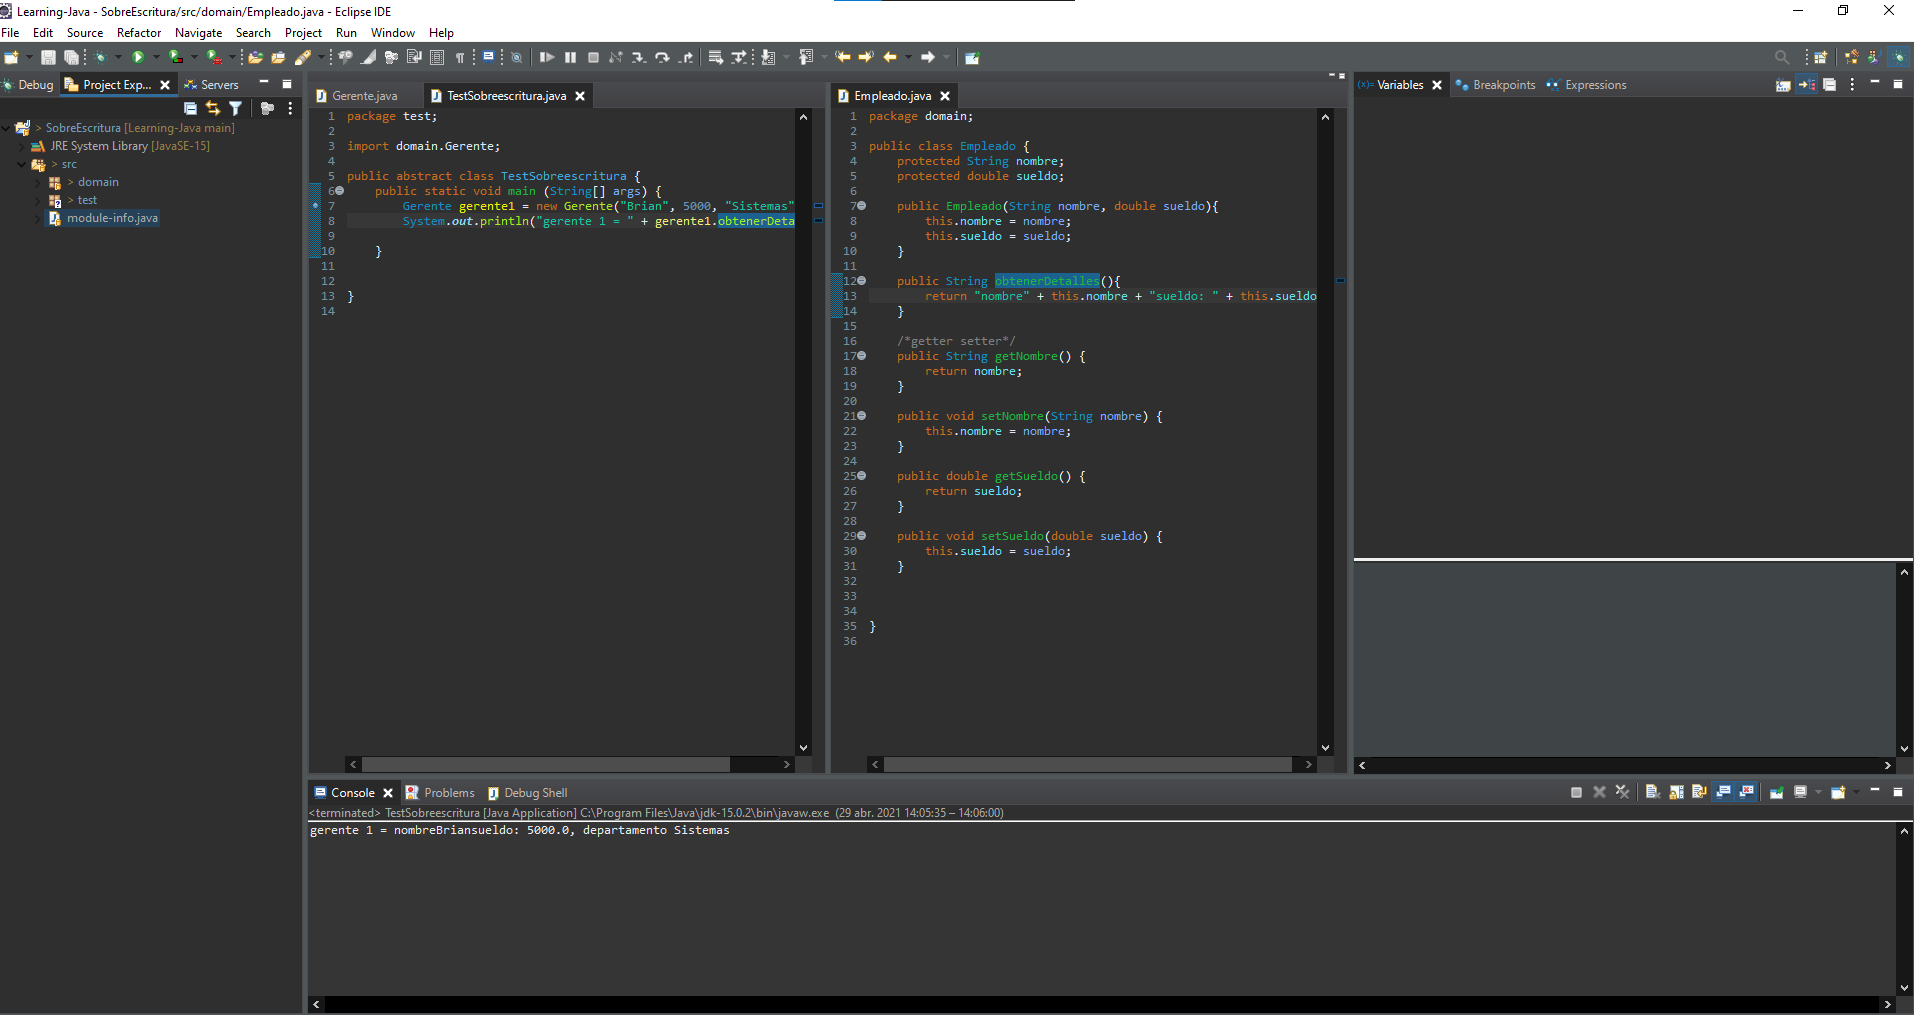 Learning-Java - SobreEscritura/src/domain/Empleado.java - Eclipse IDE
File Edit Source Refactor Navigate Search Project Run Window Help
Debug Project Exp... Servers
> SobreEscritura [Learning-Java main]
JRE System Library [JavaSE-15]
> src
> domain
> test
module-info.java
Gerente.java TestSobreescritura.java
1 package test;
2
3 import domain.Gerente;
4
5 public abstract class TestSobreescritura {
6 public static void main (String[] args) {
7 Gerente gerente1 = new Gerente("Brian", 5000, "Sistemas"
8 System.out.println("gerente 1 = " + gerente1.obtenerDeta
9
10 }
11
12
13 }
14
Empleado.java
1 package domain;
2
3 public class Empleado {
4 protected String nombre;
5 protected double sueldo;
6
7 public Empleado(String nombre, double sueldo){
8 this.nombre = nombre;
9 this.sueldo = sueldo;
10 }
11
12 public String obtenerDetalles(){
13 return "nombre" + this.nombre + "sueldo: " + this.sueldo
14 }
15
16 /*getter setter*/
17 public String getNombre() {
18 return nombre;
19 }
20
21 public void setNombre(String nombre) {
22 this.nombre = nombre;
23 }
24
25 public double getSueldo() {
26 return sueldo;
27 }
28
29 public void setSueldo(double sueldo) {
30 this.sueldo = sueldo;
31 }
32
33
34
35 }
36
(x)= Variables Breakpoints Expressions
Console Problems Debug Shell
<terminated> TestSobreescritura [Java Application] C:\Program Files\Java\jdk-15.0.2\bin\javaw.exe (29 abr. 2021 14:05:35 – 14:06:00)
gerente 1 = nombreBriansueldo: 5000.0, departamento Sistemas